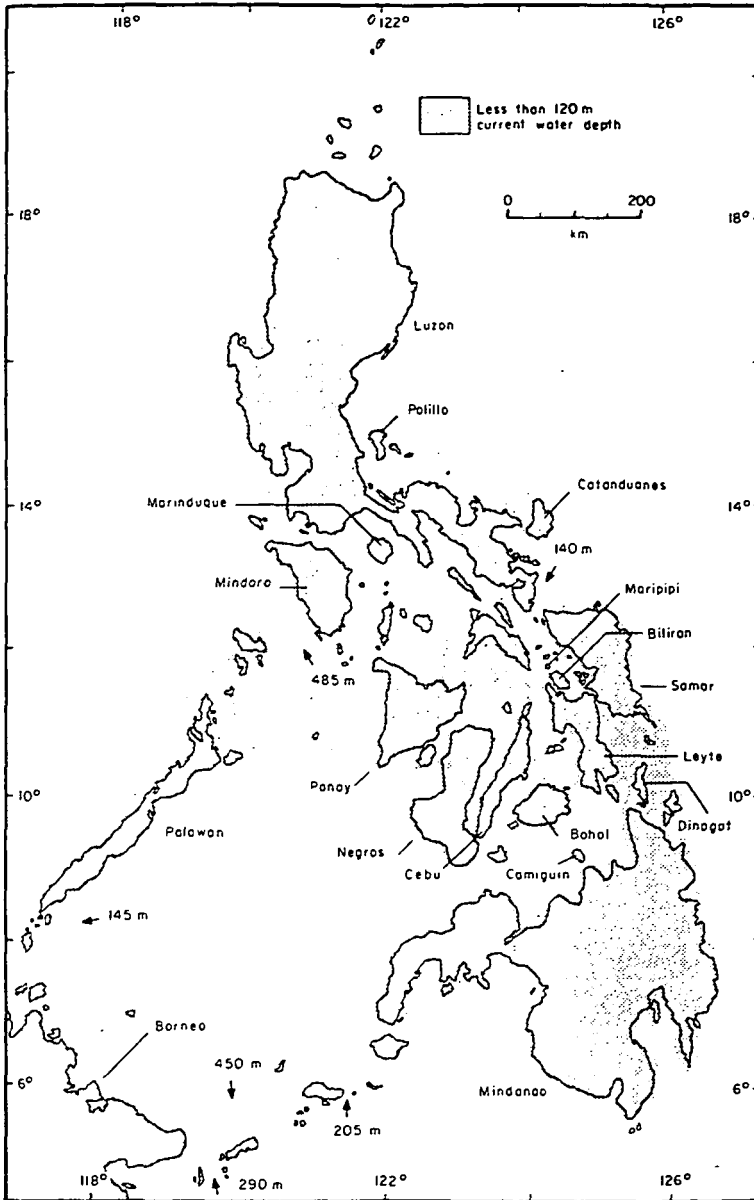 118°
122°
126°
Less than 120 m
current water depth
0
200
km
18°
18°
Luzon
Polillo
Marinduque
Catanduanes
14°
14°
140 m
Mindoro
Maripipi
Biliran
485 m
Samar
Leyte
Panay
10°
10°
Palawan
Dinagat
Negros
Bohol
Cebu
Camiguin
145 m
Borneo
450 m
6°
6°
Mindanao
205 m
118°
290 m
122°
126°